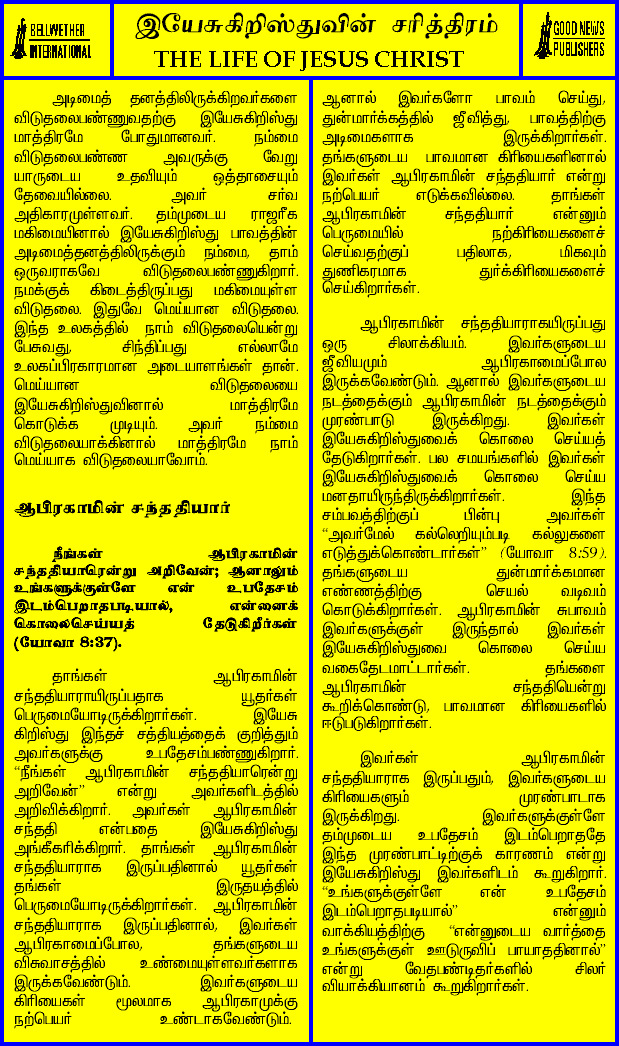 BELLWETHER
INTERNATIONAL
இயேசுகிறிஸ்துவின் சரித்திரம்
THE LIFE OF JESUS CHRIST
GOOD NEWS
PUBLISHERS
அடிமைத் தனத்திலிருக்கிறவர்களை
விடுதலைபண்ணுவதற்கு இயேசுகிறிஸ்து
மாத்திரமே போதுமானவர். நம்மை
விடுதலைபண்ண அவருக்கு வேறு
யாருடைய உதவியும் ஒத்தாசையும்
தேவையில்லை. அவர் சர்வ
அதிகாரமுள்ளவர். தம்முடைய ராஜரீக
மகிமையினால் இயேசுகிறிஸ்து பாவத்தின்
அடிமைத்தனத்திலிருக்கும் நம்மை, தாம்
ஒருவராகவே விடுதலைபண்ணுகிறார்.
நமக்குக் கிடைத்திருப்பது மகிமையுள்ள
விடுதலை. இதுவே மெய்யான விடுதலை.
இந்த உலகத்தில் நாம் விடுதலையென்று
பேசுவது, சிந்திப்பது எல்லாமே
உலகப்பிரகாரமான அடையாளங்கள் தான்.
மெய்யான விடுதலையை
இயேசுகிறிஸ்துவினால் மாத்திரமே
கொடுக்க முடியும். அவர் நம்மை
விடுதலையாக்கினால் மாத்திரமே நாம்
மெய்யாக விடுதலையாவோம்.
ஆபிரகாமின் சந்ததியார்
நீங்கள் ஆபிரகாமின்
சந்ததியாரென்று அறிவேன்; ஆனாலும்
உங்களுக்குள்ளே என் உபதேசம்
இடம்பெறாதபடியால், என்னைக்
கொலைசெய்யத் தேடுகிறீர்கள்
(யோவா 8:37).
தாங்கள் ஆபிரகாமின்
சந்ததியாராயிருப்பதாக யூதர்கள்
பெருமையோடிருக்கிறார்கள். இயேசு
கிறிஸ்து இந்தச் சத்தியத்தைக் குறித்தும்
அவர்களுக்கு உபதேசம்பண்ணுகிறார்.
“நீங்கள் ஆபிரகாமின் சந்ததியாரென்று
அறிவேன்” என்று அவர்களிடத்தில்
அறிவிக்கிறார். அவர்கள் ஆபிரகாமின்
சந்ததி என்பதை இயேசுகிறிஸ்து
அங்கீகரிக்கிறார். தாங்கள் ஆபிரகாமின்
சந்ததியாராக இருப்பதினால் யூதர்கள்
தங்கள் இருதயத்தில்
பெருமையோடிருக்கிறார்கள். ஆபிரகாமின்
சந்ததியாராக இருப்பதினால், இவர்கள்
ஆபிரகாமைப்போல, தங்களுடைய
விசுவாசத்தில் உண்மையுள்ளவர்களாக
இருக்கவேண்டும். இவர்களுடைய
கிரியைகள் மூலமாக ஆபிரகாமுக்கு
நற்பெயர் உண்டாகவேண்டும்.
ஆனால் இவர்களோ பாவம் செய்து,
துன்மார்க்கத்தில் ஜீவித்து, பாவத்திற்கு
அடிமைகளாக இருக்கிறார்கள்.
தங்களுடைய பாவமான கிரியைகளினால்
இவர்கள் ஆபிரகாமின் சந்ததியார் என்று
நற்பெயர் எடுக்கவில்லை. தாங்கள்
ஆபிரகாமின் சந்ததியார் என்னும்
பெருமையில் நற்கிரியைகளைச்
செய்வதற்குப் பதிலாக, மிகவும்
துணிகரமாக துர்க்கிரியைகளைச்
செய்கிறார்கள்.
ஆபிரகாமின் சந்ததியாராகயிருப்பது
ஒரு சிலாக்கியம். இவர்களுடைய
ஜீவியமும் ஆபிரகாமைப்போல
இருக்கவேண்டும். ஆனால் இவர்களுடைய
நடத்தைக்கும் ஆபிரகாமின் நடத்தைக்கும்
முரண்பாடு இருக்கிறது. இவர்கள்
இயேசுகிறிஸ்துவைக் கொலை செய்யத்
தேடுகிறார்கள். பல சமயங்களில் இவர்கள்
இயேசுகிறிஸ்துவைக் கொலை செய்ய
மனதாயிருந்திருக்கிறார்கள். இந்த
சம்பவத்திற்குப் பின்பு அவர்கள்
“அவர்மேல் கல்லெறியும்படி கல்லுகளை
எடுத்துக்கொண்டார்கள்” (யோவா 8:59).
தங்களுடைய துன்மார்க்கமான
எண்ணத்திற்கு செயல் வடிவம்
கொடுக்கிறார்கள். ஆபிரகாமின் சுபாவம்
இவர்களுக்குள் இருந்தால் இவர்கள்
இயேசுகிறிஸ்துவை கொலை செய்ய
வகைதேடமாட்டார்கள். தங்களை
ஆபிரகாமின் சந்ததியென்று
கூறிக்கொண்டு, பாவமான கிரியைகளில்
ஈடுபடுகிறார்கள்.
இவர்கள் ஆபிரகாமின்
சந்ததியாராக இருப்பதும், இவர்களுடைய
கிரியைகளும் முரண்பாடாக
இருக்கிறது. இவர்களுக்குள்ளே
தம்முடைய உபதேசம் இடம்பெறாததே
இந்த முரண்பாட்டிற்குக் காரணம் என்று
இயேசுகிறிஸ்து இவர்களிடம் கூறுகிறார்.
“உங்களுக்குள்ளே என் உபதேசம்
இடம்பெறாதபடியால்” என்னும்
வாக்கியத்திற்கு “என்னுடைய வார்த்தை
உங்களுக்குள் ஊடுருவிப் பாயாததினால்”
என்று வேதபண்டிதர்களில் சிலர்
வியாக்கியானம் கூறுகிறார்கள்.